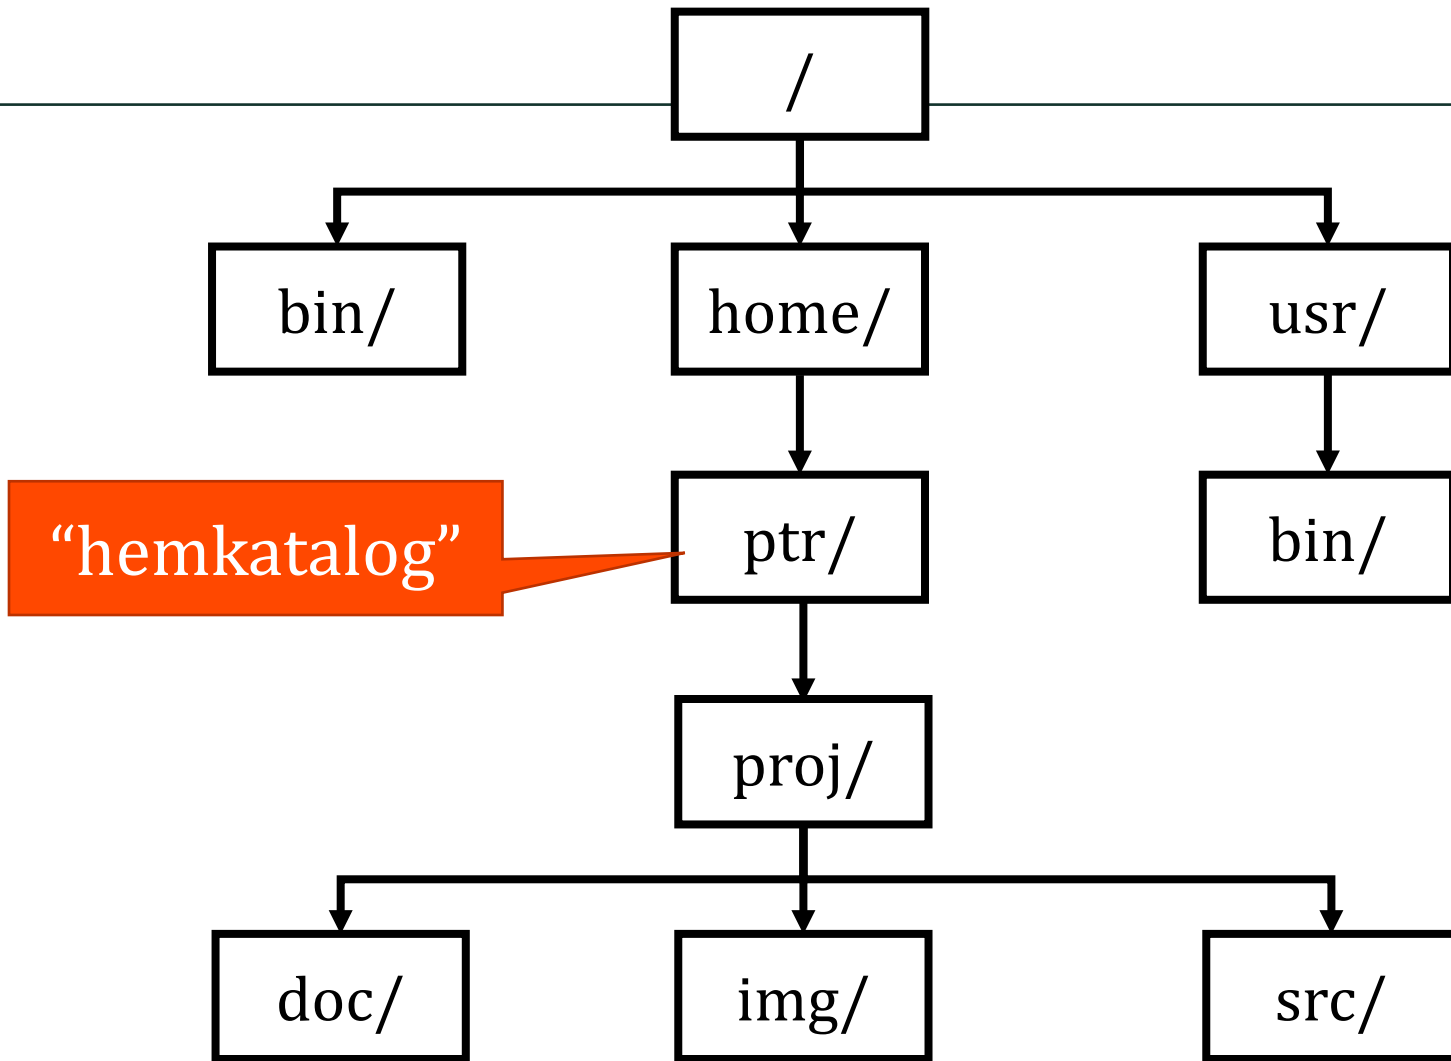 /
bin/
home/
usr/
“hemkatalog”
ptr/
bin/
proj/
doc/
img/
src/